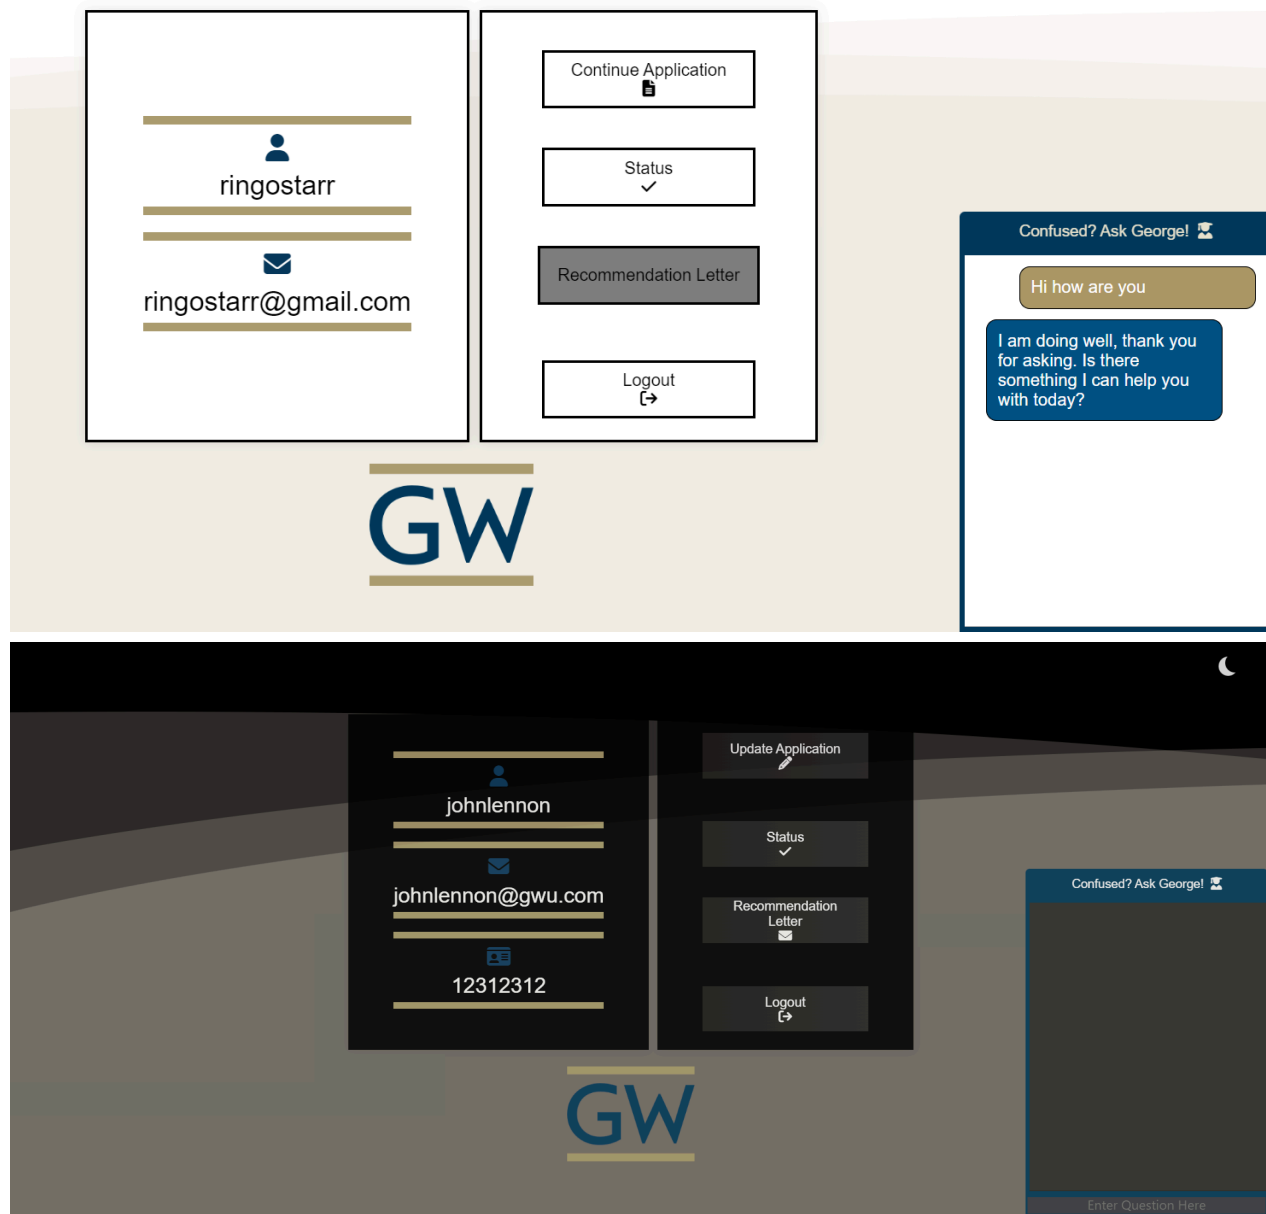 Continue Application
Status
Recommendation Letter
Logout
ringostarr
ringostarr@gmail.com
GW
Confused? Ask George!
Hi how are you
I am doing well, thank you
for asking. Is there
something I can help you
with today?
johnlennon
johnlennon@gwu.com
12312312
Update Application
Status
Recommendation
Letter
Logout
GW
Confused? Ask George!
Enter Question Here